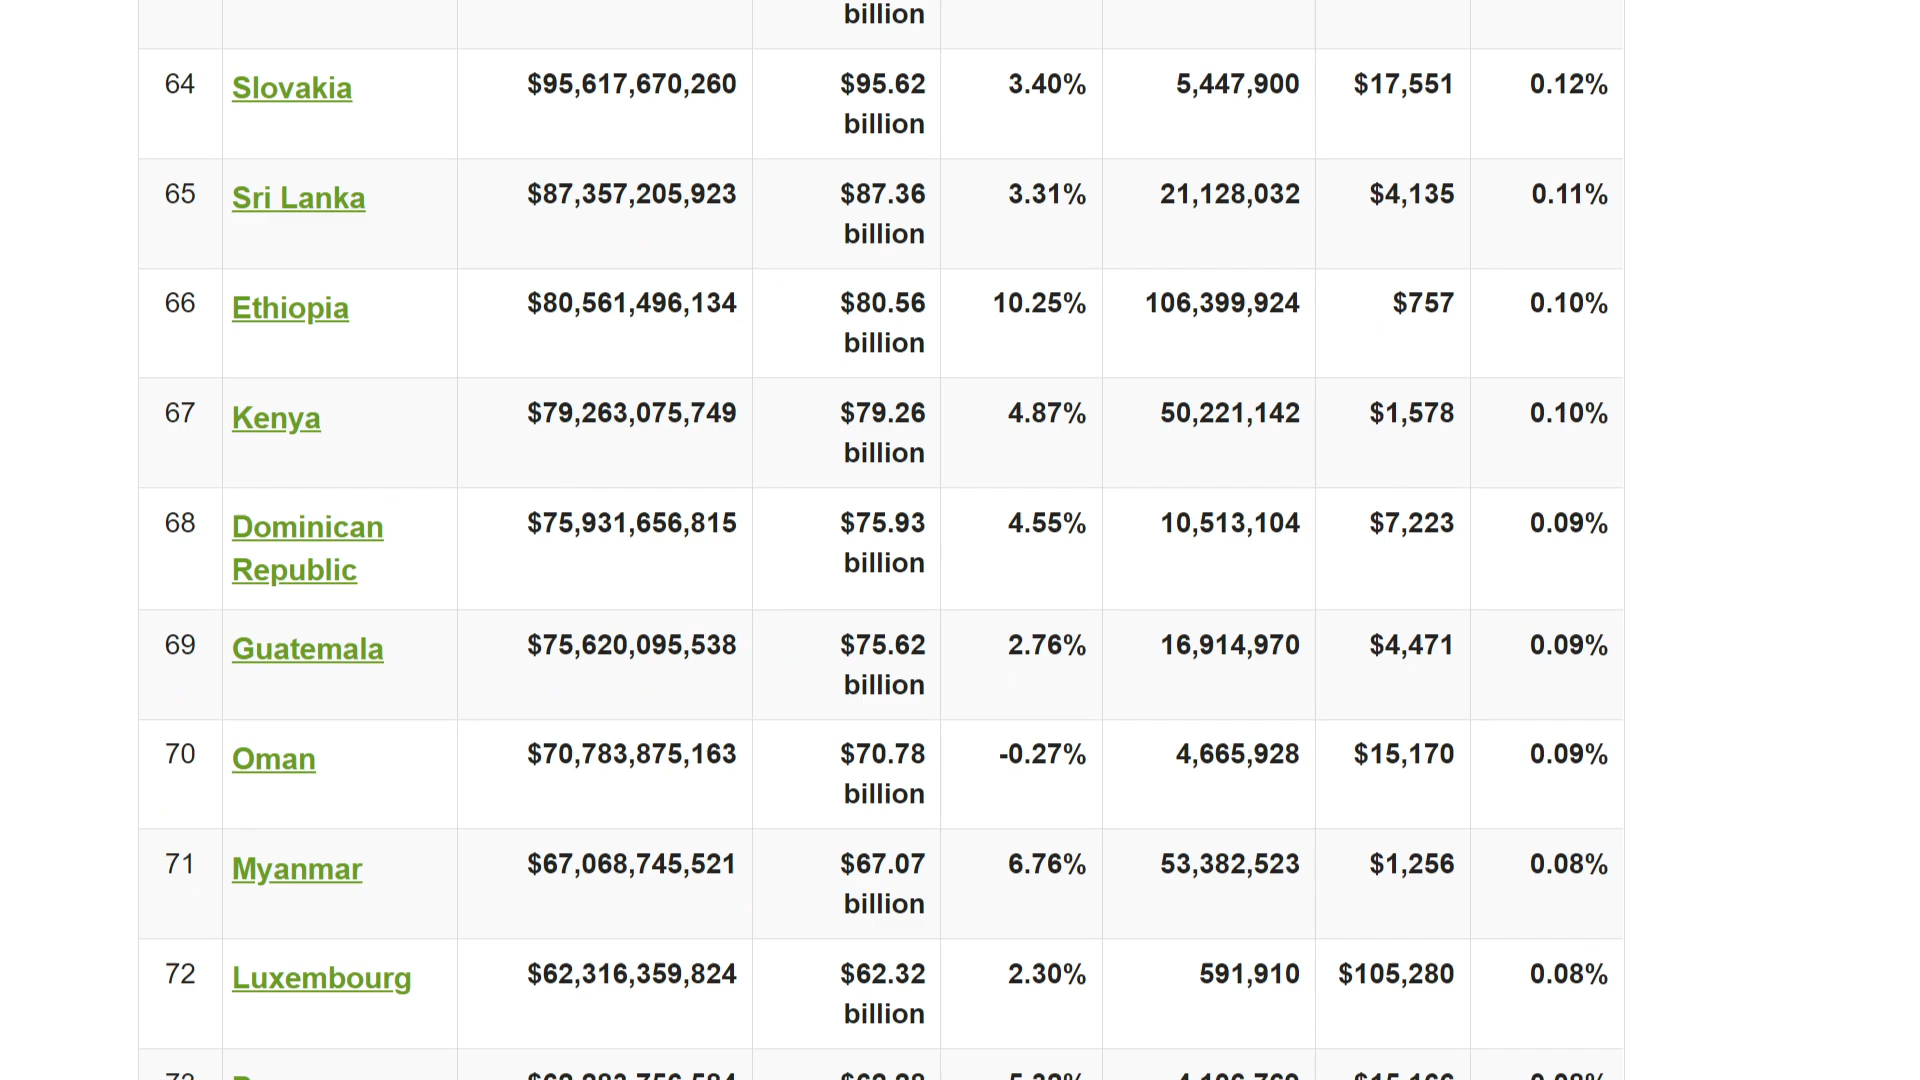 billion
64 Slovakia $95,617,670,260 $95.62 3.40% 5,447,900 $17,551 0.12%
billion
65 Sri Lanka $87,357,205,923 $87.36 3.31% 21,128,032 $4,135 0.11%
billion
66 Ethiopia $80,561,496,134 $80.56 10.25% 106,399,924 $757 0.10%
billion
67 Kenya $79,263,075,749 $79.26 4.87% 50,221,142 $1,578 0.10%
billion
68 Dominican $75,931,656,815 $75.93 4.55% 10,513,104 $7,223 0.09%
Republic billion
69 Guatemala $75,620,095,538 $75.62 2.76% 16,914,970 $4,471 0.09%
billion
70 Oman $70,783,875,163 $70.78 -0.27% 4,665,928 $15,170 0.09%
billion
71 Myanmar $67,068,745,521 $67.07 6.76% 53,382,523 $1,256 0.08%
billion
72 Luxembourg $62,316,359,824 $62.32 2.30% 591,910 $105,280 0.08%
billion